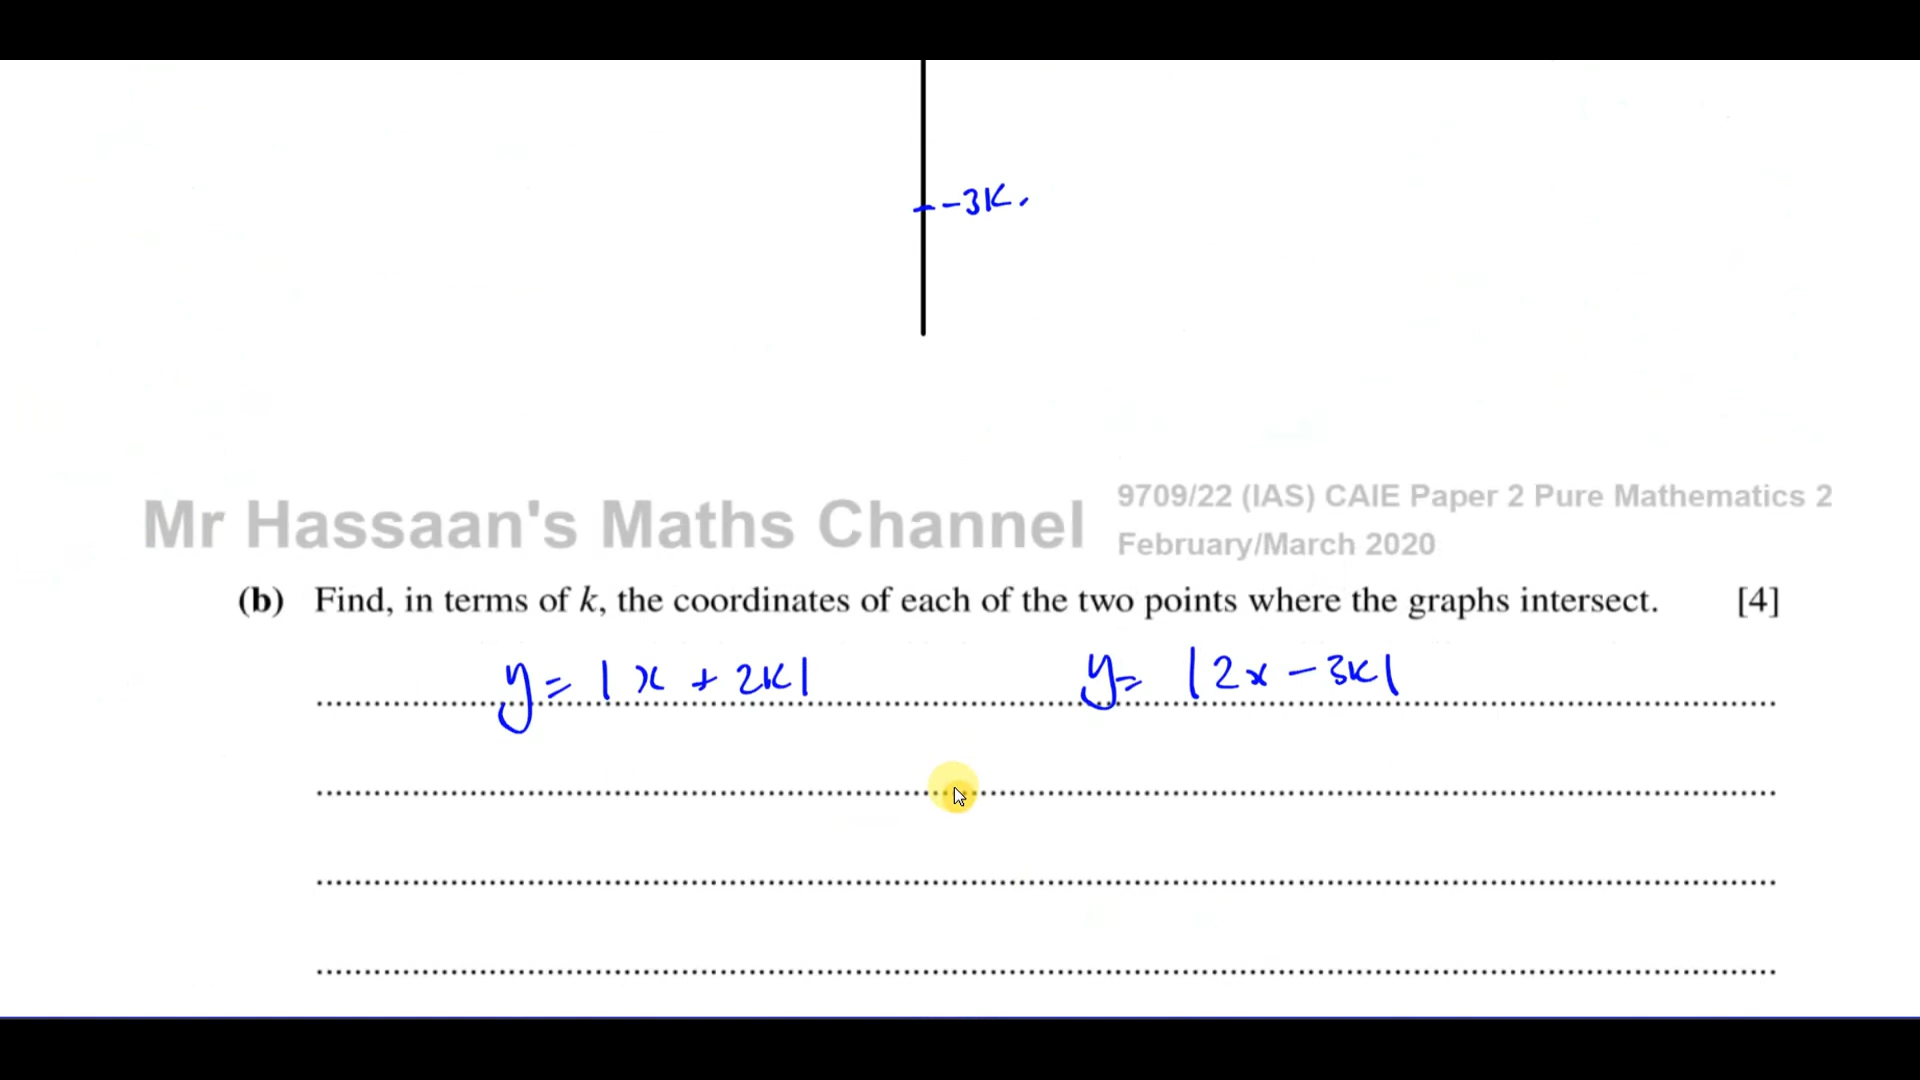 -3K.
Mr Hassaan's Maths Channel
9709/22 (IAS) CAIE Paper 2 Pure Mathematics 2
February/March 2020
(b) Find, in terms of k, the coordinates of each of the two points where the graphs intersect. [4]
y = |x + 2K| y = |2x - 3K|